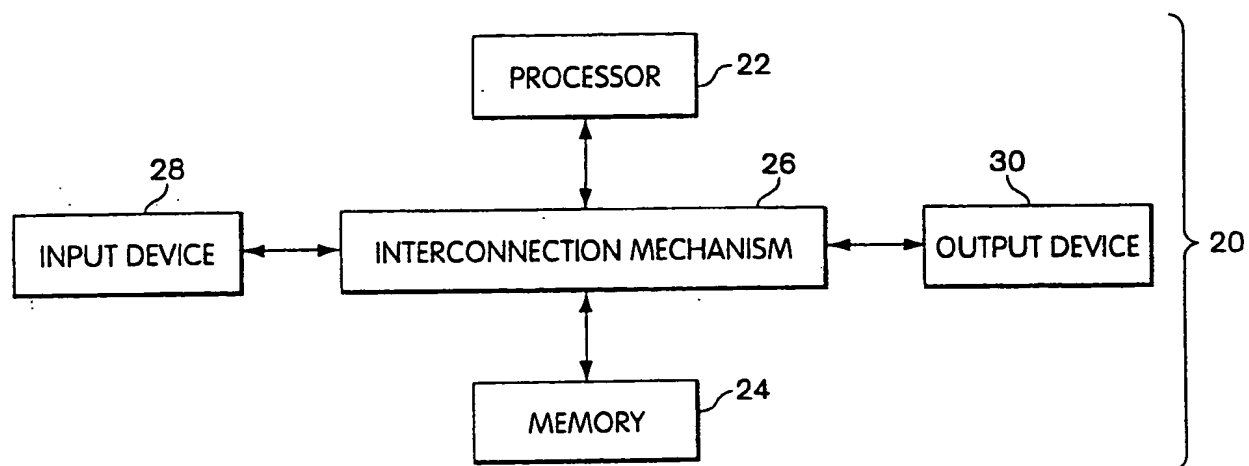 PROCESSOR
22
28
26
30
INPUT DEVICE
INTERCONNECTION MECHANISM
OUTPUT DEVICE
20
MEMORY
24